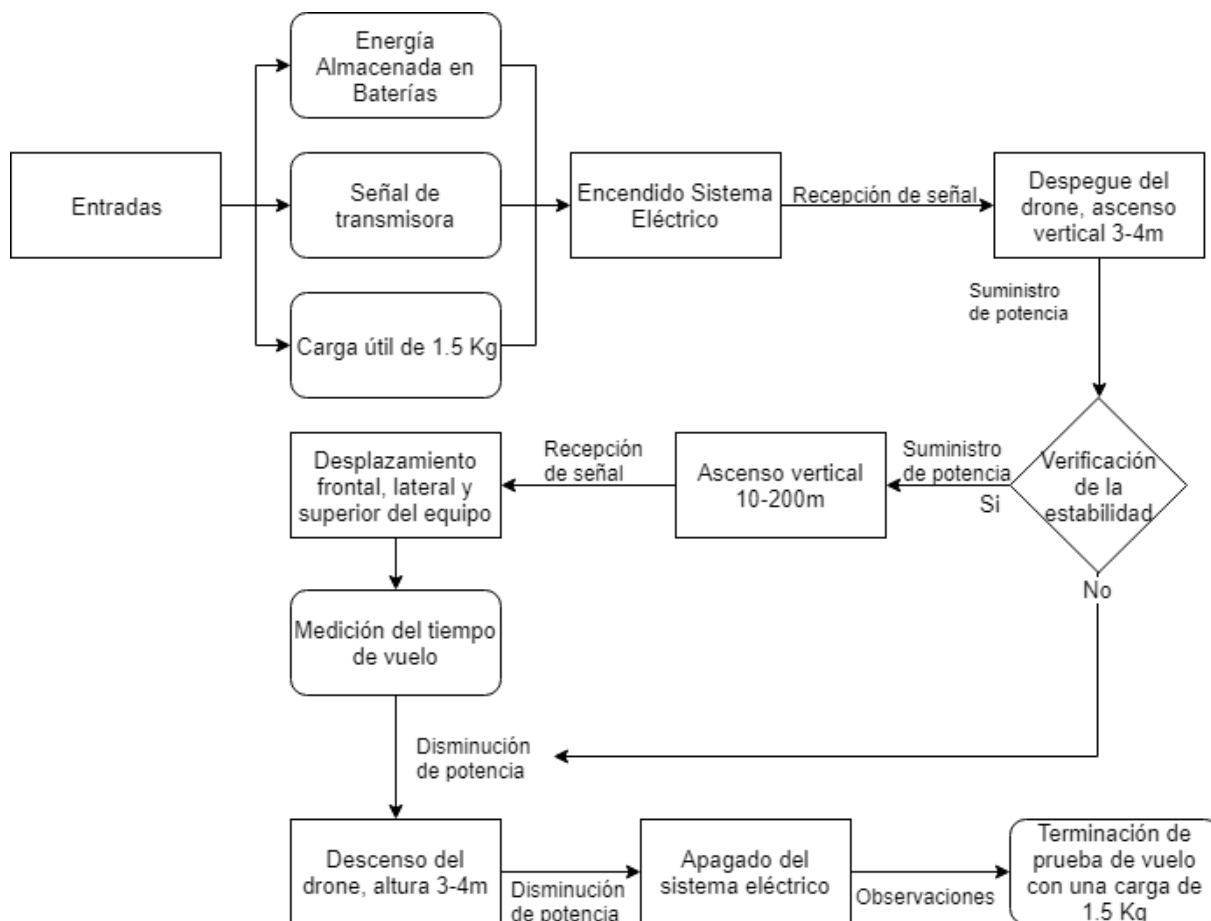 Energía
Almacenada en
Baterías
Entradas
Señal de
transmisora
Encendido Sistema
Eléctrico
Recepción de señal
Despegue del
drone, ascenso
vertical 3-4m
Carga útil de 1.5 Kg
Suministro
de potencia
Verificación
de la
estabilidad
Suministro
de potencia
Si
Ascenso vertical
10-200m
Recepción
de señal
Desplazamiento
frontal, lateral y
superior del equipo
No
Medición del tiempo
de vuelo
Disminución
de potencia
Descenso del
drone, altura 3-4m
Disminución
de potencia
Apagado del
sistema eléctrico
Observaciones
Terminación de
prueba de vuelo
con una carga de
1.5 Kg